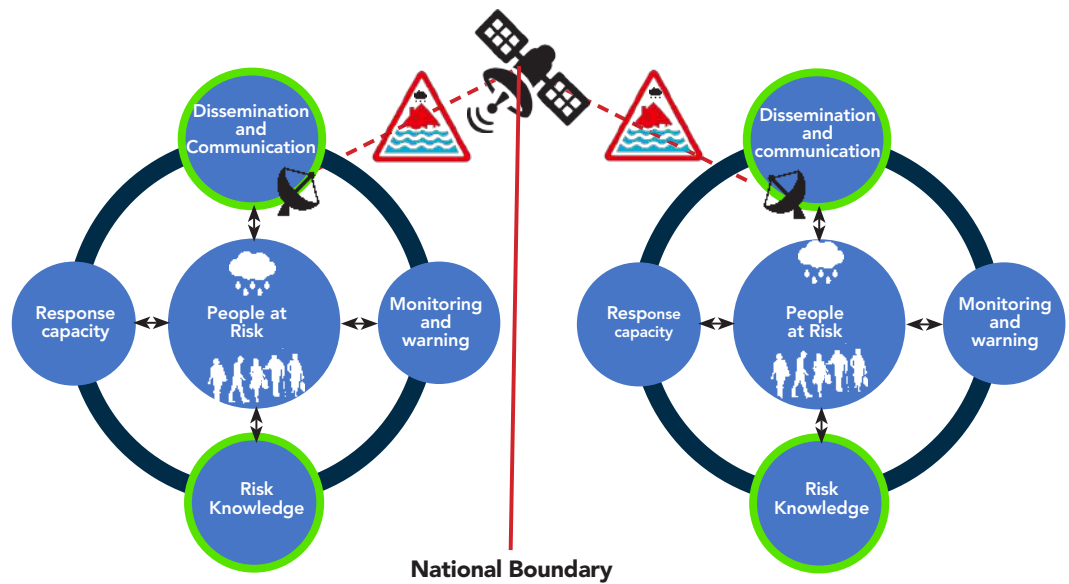 Dissemination
and
Communication
Response
capacity
People at
Risk
Monitoring
and
warning
Risk
Knowledge
Dissemination
and
communication
Response
capacity
People
at Risk
Monitoring
and
warning
Risk
Knowledge
National Boundary